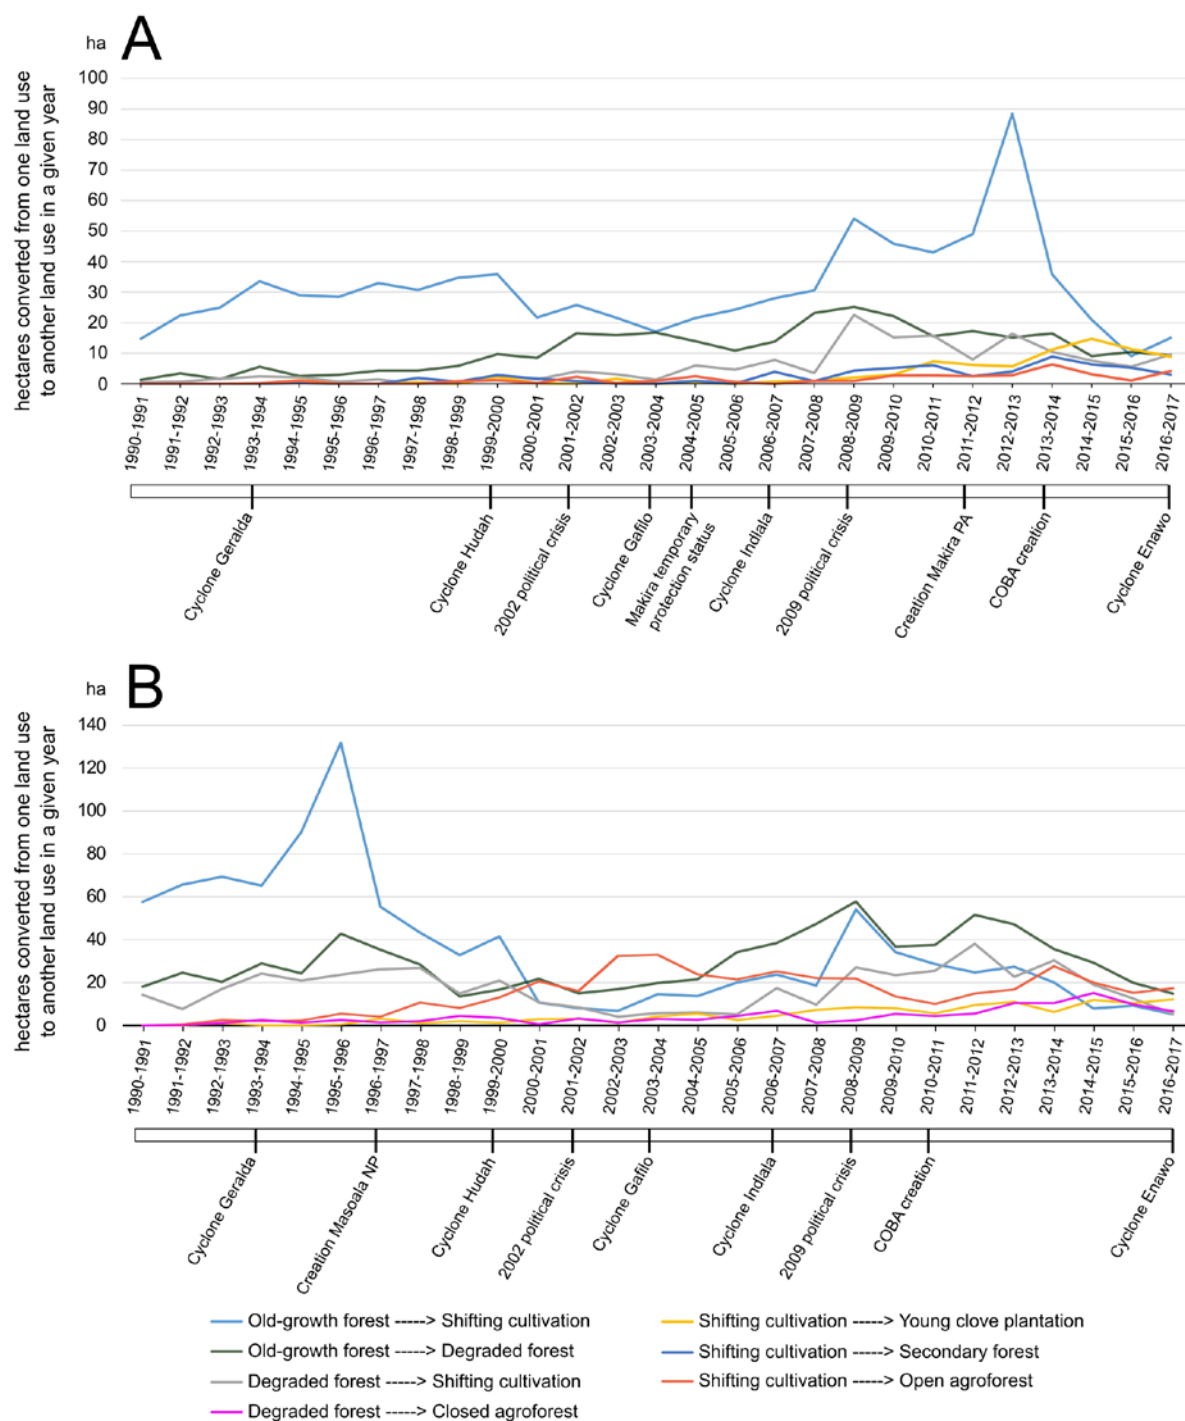 A
ha
hectares converted from one land use
to another land use in a given year
100
90
80
70
60
50
40
30
20
10
0
1990-1991
1991-1992
1992-1993
1993-1994
1994-1995
1995-1996
1996-1997
1997-1998
1998-1999
1999-2000
2000-2001
2001-2002
2002-2003
2003-2004
2004-2005
2005-2006
2006-2007
2007-2008
2008-2009
2009-2010
2010-2011
2011-2012
2012-2013
2013-2014
2014-2015
2015-2016
2016-2017
Cyclone Geralda
Cyclone Hudah
2002 political crisis
Cyclone Gafilo
Makira temporary
protection status
Cyclone Indlala
2009 political crisis
Creation Makira PA
COBA creation
Cyclone Enawo
B
ha
hectares converted from one land use
to another land use in a given year
140
120
100
80
60
40
20
0
1990-1991
1991-1992
1992-1993
1993-1994
1994-1995
1995-1996
1996-1997
1997-1998
1998-1999
1999-2000
2000-2001
2001-2002
2002-2003
2003-2004
2004-2005
2005-2006
2006-2007
2007-2008
2008-2009
2009-2010
2010-2011
2011-2012
2012-2013
2013-2014
2014-2015
2015-2016
2016-2017
Cyclone Geralda
Creation Masoala NP
Cyclone Hudah
2002 political crisis
Cyclone Gafilo
Cyclone Indlala
2009 political crisis
COBA creation
Cyclone Enawo
Old-growth forest -----> Shifting cultivation
Old-growth forest -----> Degraded forest
Degraded forest -----> Shifting cultivation
Degraded forest -----> Closed agroforest
Shifting cultivation -----> Young clove plantation
Shifting cultivation -----> Secondary forest
Shifting cultivation -----> Open agroforest